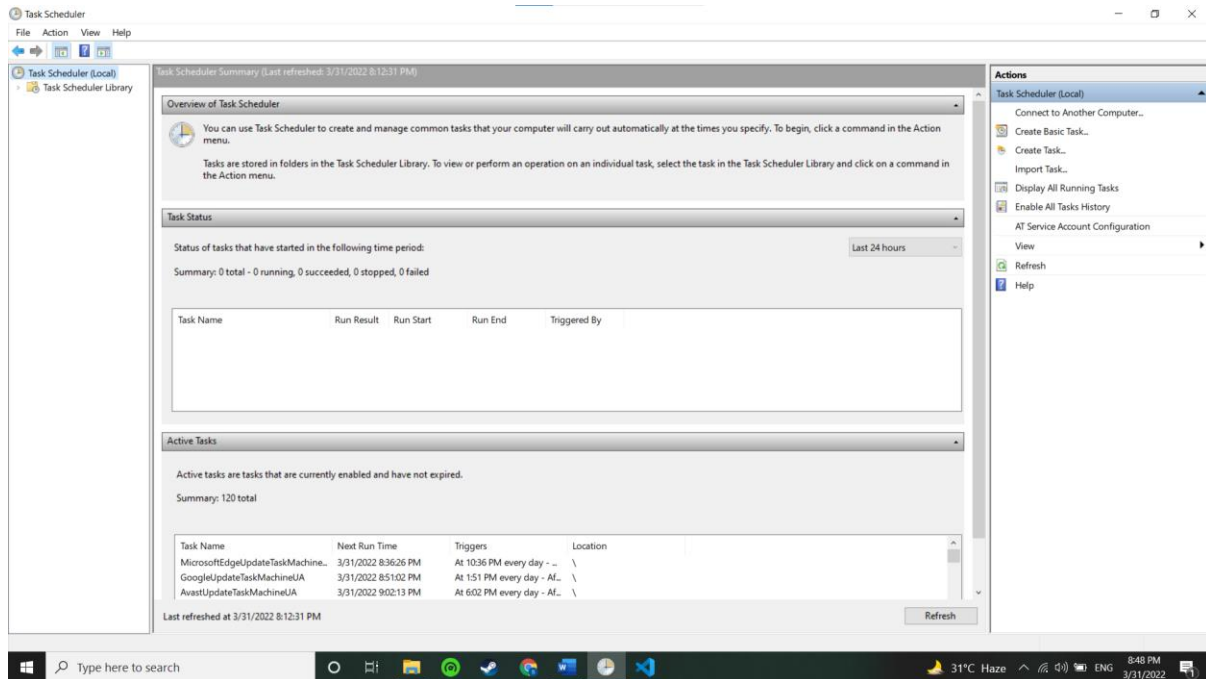 Task Scheduler
File Action View Help
Task Scheduler (Local)
Task Scheduler Library
Task Scheduler Summary (Last refreshed: 3/31/2022 8:12:31 PM)
Overview of Task Scheduler
You can use Task Scheduler to create and manage common tasks that your computer will carry out automatically at the times you specify. To begin, click a command in the Action
menu.
Tasks are stored in folders in the Task Scheduler Library. To view or perform an operation on an individual task, select the task in the Task Scheduler Library and click on a command in
the Action menu.
Task Status
Status of tasks that have started in the following time period:
Last 24 hours
Summary: 0 total - 0 running, 0 succeeded, 0 stopped, 0 failed
Task Name Run Result Run Start Run End Triggered By
Active Tasks
Active tasks are tasks that are currently enabled and have not expired.
Summary: 120 total
Task Name Next Run Time Triggers Location
MicrosoftEdgeUpdateTaskMachine... 3/31/2022 8:36:26 PM At 10:36 PM every day - ... \
GoogleUpdateTaskMachineUA 3/31/2022 8:51:02 PM At 1:51 PM every day - Af... \
AvastUpdateTaskMachineUA 3/31/2022 9:02:13 PM At 6:02 PM every day - Af... \
Last refreshed at 3/31/2022 8:12:31 PM
Refresh
Actions
Task Scheduler (Local)
Connect to Another Computer...
Create Basic Task...
Create Task...
Import Task...
Display All Running Tasks
Enable All Tasks History
AT Service Account Configuration
View
Refresh
Help
Type here to search
31°C Haze
ENG
8:48 PM
3/31/2022